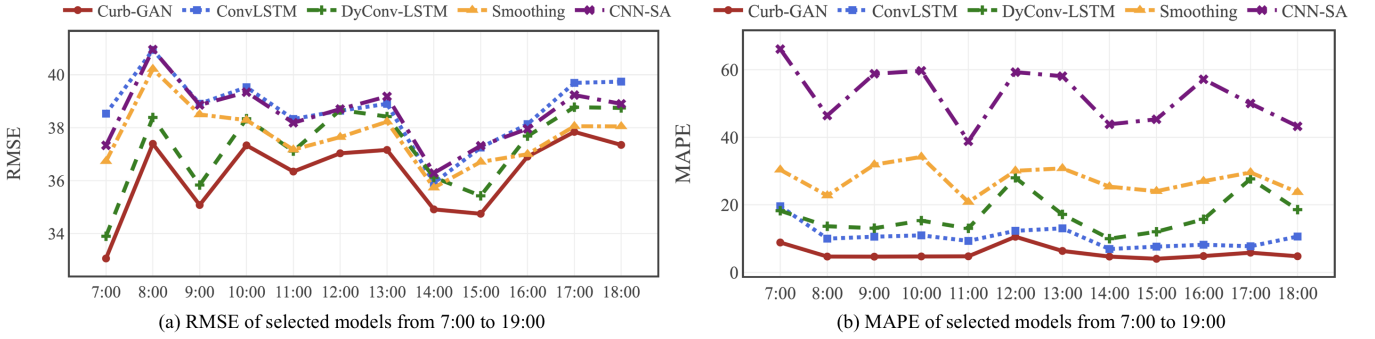 Curb-GAN ConvLSTM DyConv-LSTM Smoothing CNN-SA
RMSE
40
38
36
34
7:00 8:00 9:00 10:00 11:00 12:00 13:00 14:00 15:00 16:00 17:00 18:00
(a) RMSE of selected models from 7:00 to 19:00
Curb-GAN ConvLSTM DyConv-LSTM Smoothing CNN-SA
MAPE
60
40
20
0
7:00 8:00 9:00 10:00 11:00 12:00 13:00 14:00 15:00 16:00 17:00 18:00
(b) MAPE of selected models from 7:00 to 19:00